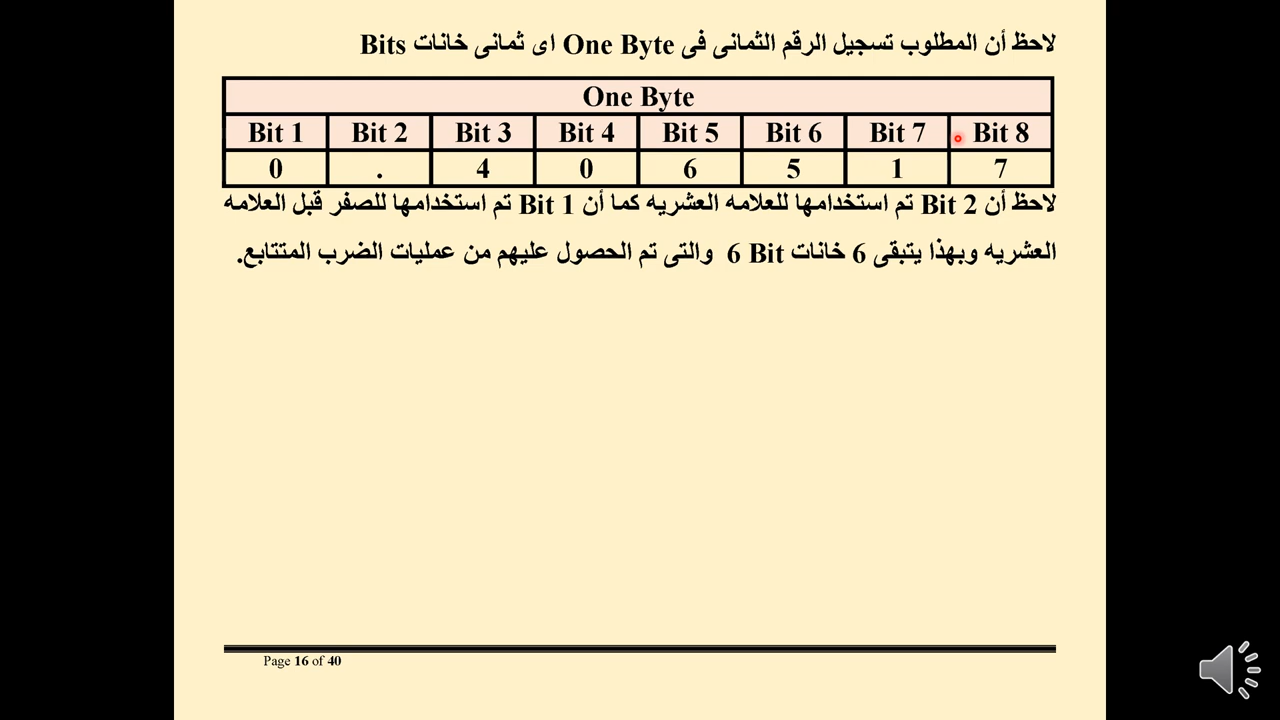 لاحظ أن المطلوب تسجيل الرقم الثمانى فى One Byte اى ثمانى خانات Bits
One Byte
Bit 1 Bit 2 Bit 3 Bit 4 Bit 5 Bit 6 Bit 7 Bit 8
0 . 4 0 6 5 1 7
لاحظ أن Bit 2 تم استخدامها للعلامه العشريه كما أن Bit 1 تم استخدامها للصفر قبل العلامه
العشريه وبهذا يتبقى 6 خانات 6 Bit والتى تم الحصول عليهم من عمليات الضرب المتتابع.
Page 16 of 40